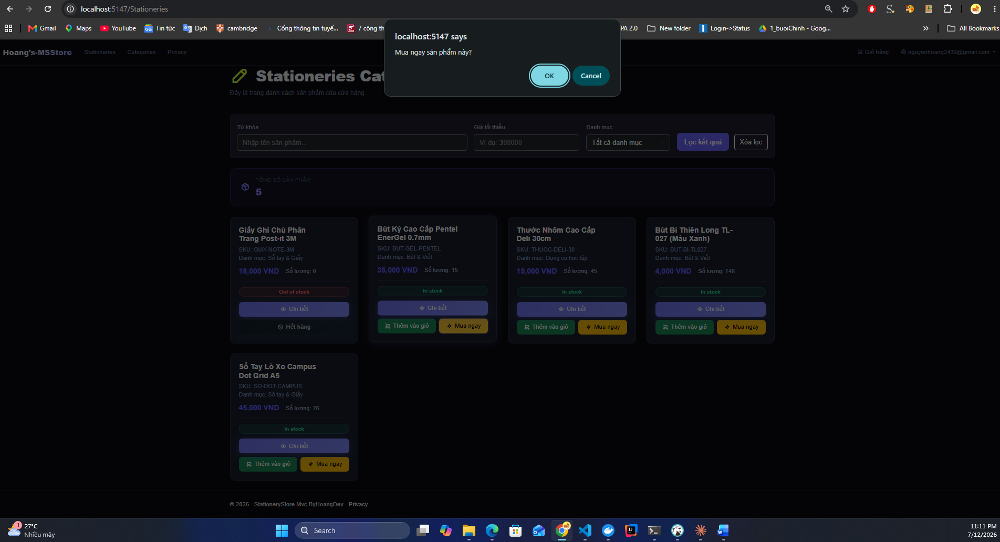 localhost:5147/Stationeries
Gmail Maps YouTube Tin tức Dịch cambridge Cổng thông tin tuyể... 7 công th PA 2.0 New folder Login->Status 1_buoiChinh - Goog... » All Bookmarks
localhost:5147 says
Mua ngay sản phẩm này?
OK Cancel
Hoang's-MSStore Stationeries Categories Privacy Giỏ hàng nguyenhoang2439@gmail.com
Stationeries Cat
Đây là trang danh sách sản phẩm của cửa hàng.
Từ khóa Giá tối thiểu Danh mục
Nhập tên sản phẩm... Ví dụ: 300000 Tất cả danh mục Lọc kết quả Xóa lọc
TỔNG SỐ SẢN PHẨM
5
Giấy Ghi Chú Phân
Trang Post-it 3M
SKU: GIAY-NOTE-3M
Danh mục: Sổ tay & Giấy
18,000 VND Số lượng: 0
Out of stock
Chi tiết
Hết hàng
Bút Ký Cao Cấp Pentel
EnerGel 0.7mm
SKU: BUT-GEL-PENTEL
Danh mục: Bút & Viết
35,000 VND Số lượng: 15
In stock
Chi tiết
Thêm vào giỏ Mua ngay
Thước Nhôm Cao Cấp
Deli 30cm
SKU: THUOC-DELI-30
Danh mục: Dụng cụ học tập
15,000 VND Số lượng: 45
In stock
Chi tiết
Thêm vào giỏ Mua ngay
Bút Bi Thiên Long TL-
027 (Màu Xanh)
SKU: BUT-BI-TL027
Danh mục: Bút & Viết
4,000 VND Số lượng: 148
In stock
Chi tiết
Thêm vào giỏ Mua ngay
Sổ Tay Lò Xo Campus
Dot Grid A5
SKU: SO-DOT-CAMPUS
Danh mục: Sổ tay & Giấy
45,000 VND Số lượng: 76
In stock
Chi tiết
Thêm vào giỏ Mua ngay
© 2026 - StationeryStore.Mvc.ByHoangDev - Privacy
1
27°C
Nhiều mây
Search
11:11 PM
7/12/2026